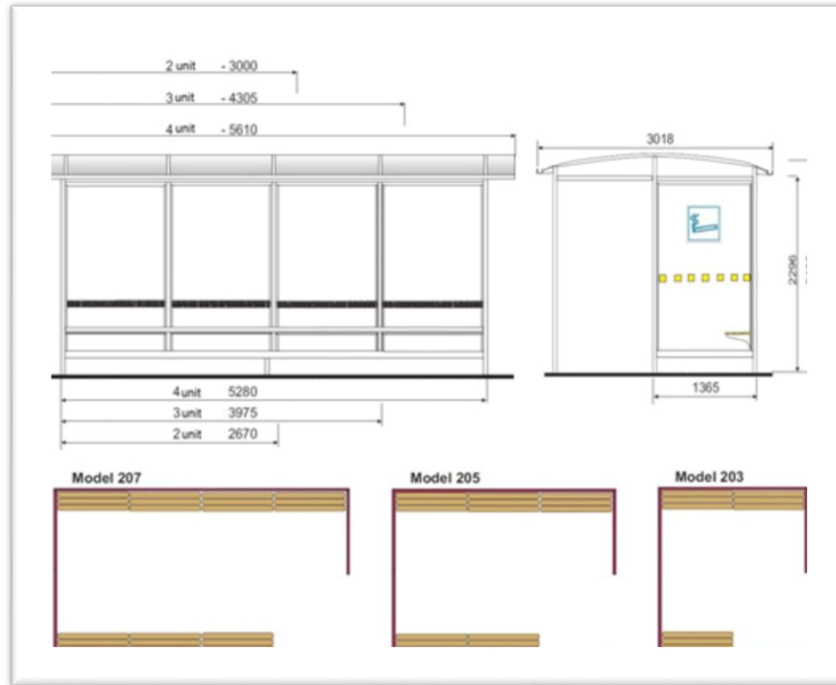 2 unit - 3000
3 unit - 4305
4 unit - 5610
3018
2296
1365
4 unit 5280
3 unit 3975
2 unit 2670
Model 207 Model 205 Model 203